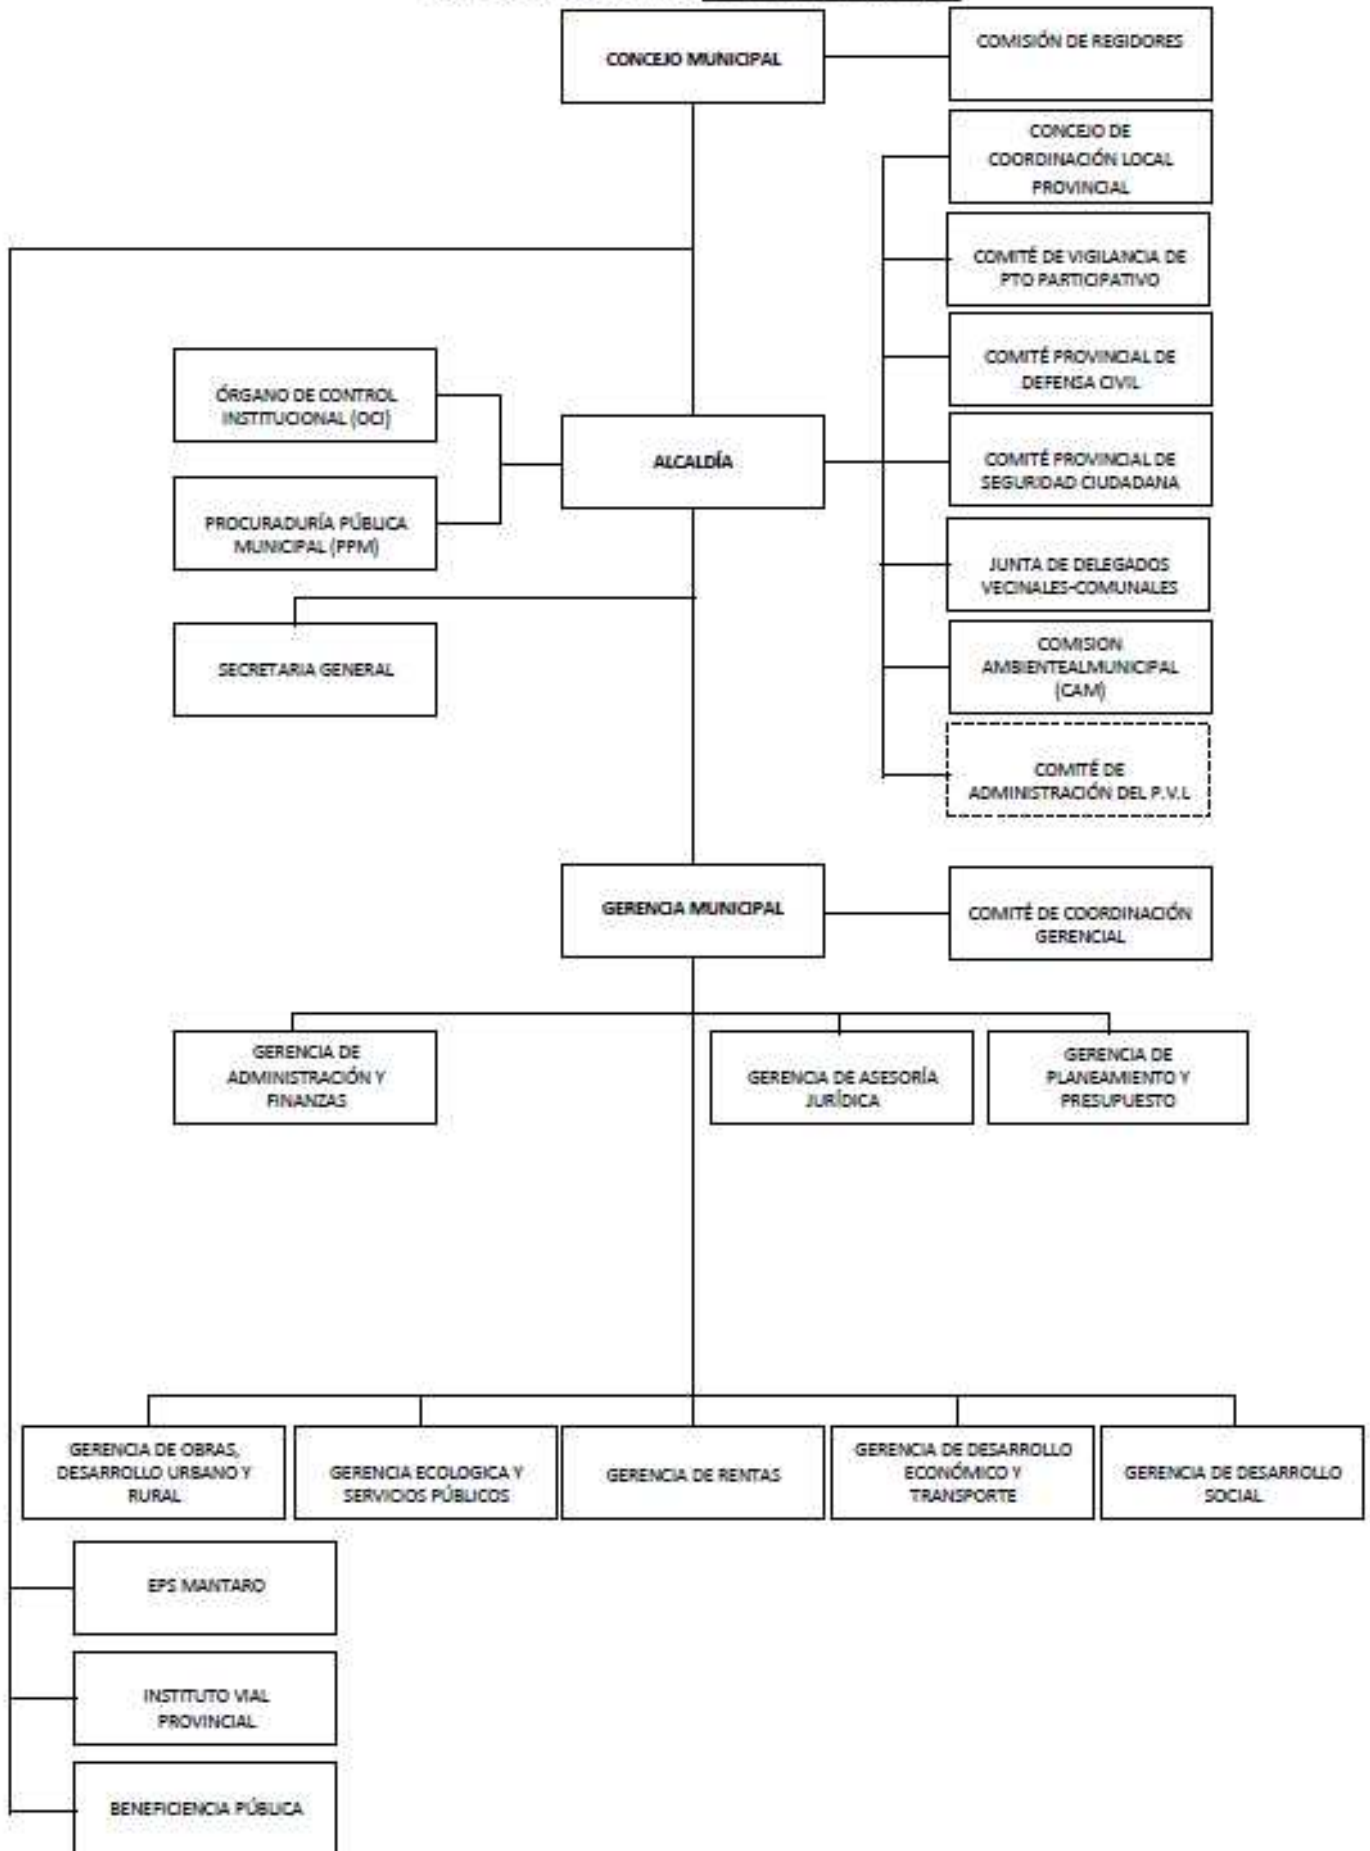 CONCEJO MUNICIPAL
COMISIÓN DE REGIDORES
CONCEJO DE
COORDINACIÓN LOCAL
PROVINCIAL
COMITÉ DE VIGILANCIA DE
PTO PARTICIPATIVO
COMITÉ PROVINCIAL DE
DEFENSA CIVIL
ÓRGANO DE CONTROL
INSTITUCIONAL (OCI)
ALCALDÍA
COMITÉ PROVINCIAL DE
SEGURIDAD CIUDADANA
PROCURADURÍA PÚBLICA
MUNICIPAL (PPM)
JUNTA DE DELEGADOS
VECINALES-COMUNALES
SECRETARIA GENERAL
COMISION
AMBIENTEALMUNICIPAL
(CAM)
COMITÉ DE
ADMINISTRACIÓN DEL P.V.L
GERENCIA MUNICIPAL
COMITÉ DE COORDINACIÓN
GERENCIAL
GERENCIA DE
ADMINISTRACIÓN Y
FINANZAS
GERENCIA DE ASESORÍA
JURÍDICA
GERENCIA DE
PLANEAMIENTO Y
PRESUPUESTO
GERENCIA DE OBRAS,
DESARROLLO URBANO Y
RURAL
GERENCIA ECOLOGICA Y
SERVICIOS PÚBLICOS
GERENCIA DE RENTAS
GERENCIA DE DESARROLLO
ECONÓMICO Y
TRANSPORTE
GERENCIA DE DESARROLLO
SOCIAL
EPS MANTARO
INSTITUTO VIAL
PROVINCIAL
BENEFICIENCIA PÚBLICA